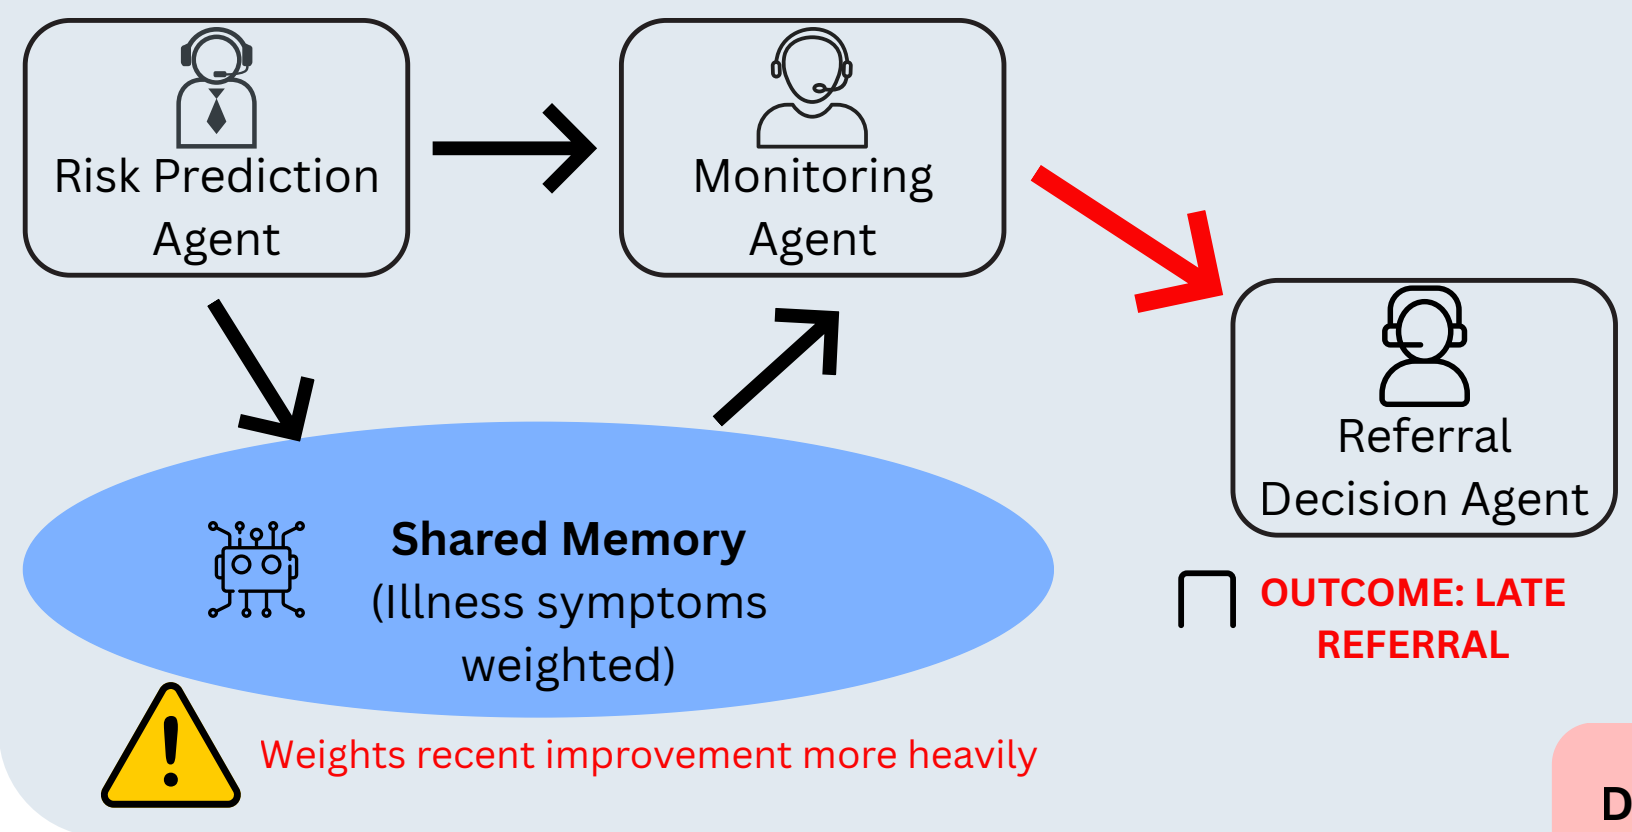 Risk Prediction
Agent
Monitoring
Agent
Referral
Decision Agent
Shared Memory
(Illness symptoms
weighted)
OUTCOME: LATE
REFERRAL
Weights recent improvement more heavily
D